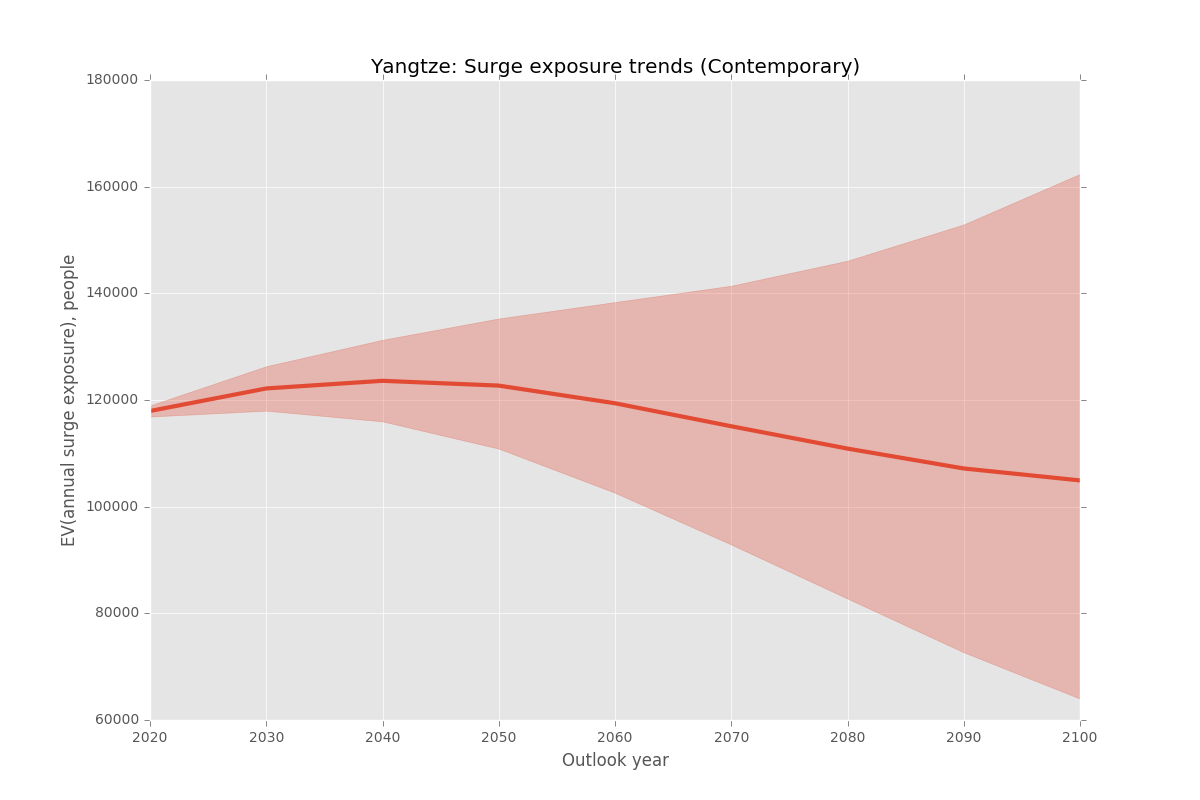 Yangtze: Surge exposure trends (Contemporary)
180000
160000
140000
120000
100000
80000
60000
EV(annual surge exposure), people
2020 2030 2040 2050 2060 2070 2080 2090 2100
Outlook year